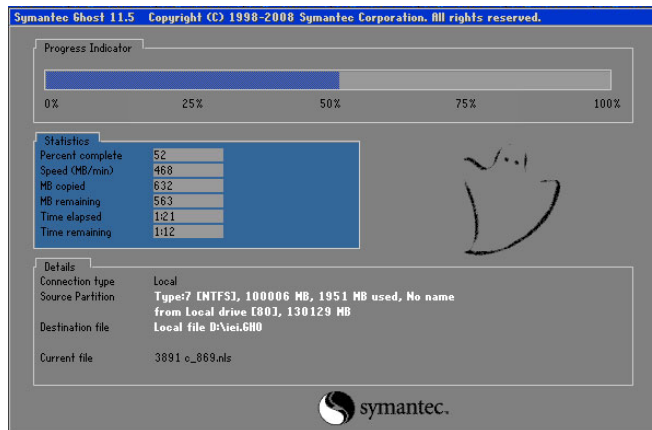 Symantec Ghost 11.5 Copyright (C) 1998-2008 Symantec Corporation. All rights reserved.
Progress Indicator
0% 25% 50% 75% 100%
Statistics
Percent complete 52
Speed (MB/min) 468
MB copied 632
MB remaining 563
Time elapsed 1:21
Time remaining 1:12
Details
Connection type Local
Source Partition Type:7 [NTFS], 100006 MB, 1951 MB used, No name
from Local drive [80], 130129 MB
Destination file Local file D:\iei.GHO
Current file 3891 c_869.nls
symantec.